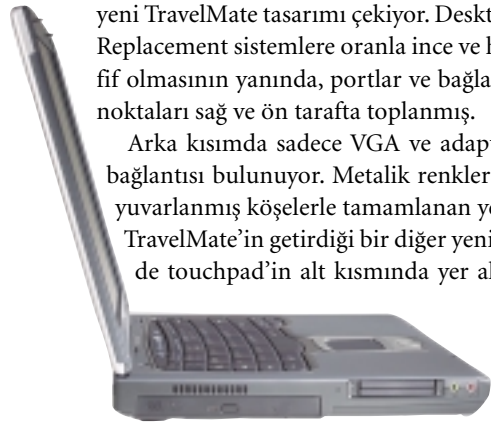 yeni TravelMate tasarımı çekiyor. Deskt
Replacement sistemlere oranla ince ve h
fif olmasının yanında, portlar ve bağla
noktaları sağ ve ön tarafta toplanmış.
Arka kısımda sadece VGA ve adap
bağlantısı bulunuyor. Metalik renkler
yuvarlanmış köşelerle tamamlanan ye
TravelMate’in getirdiği bir diğer yeni
de touchpad’in alt kısmında yer al